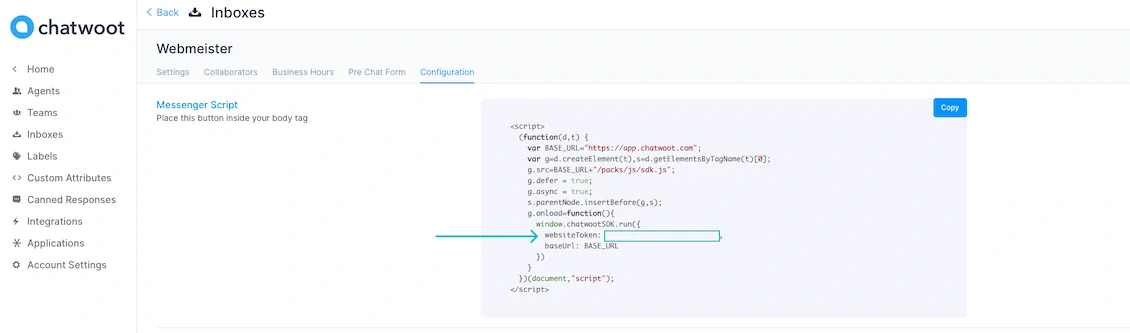 chatwoot
Back Inboxes
Webmeister
Settings Collaborators Business Hours Pre Chat Form Configuration
Home
Agents
Teams
Inboxes
Labels
Custom Attributes
Canned Responses
Integrations
Applications
Account Settings
Messenger Script
Place this button inside your body tag
Copy
<script>
(function(d,t) {
var BASE_URL="https://app.chatwoot.com";
var g=d.createElement(t),s=d.getElementsByTagName(t)[0];
g.src=BASE_URL+"/packs/js/sdk.js";
g.defer = true;
g.async = true;
s.parentNode.insertBefore(g,s);
g.onload=function(){
window.chatwootSDK.run({
websiteToken: ,
baseUrl: BASE_URL
})
}
})(document,"script");
</script>